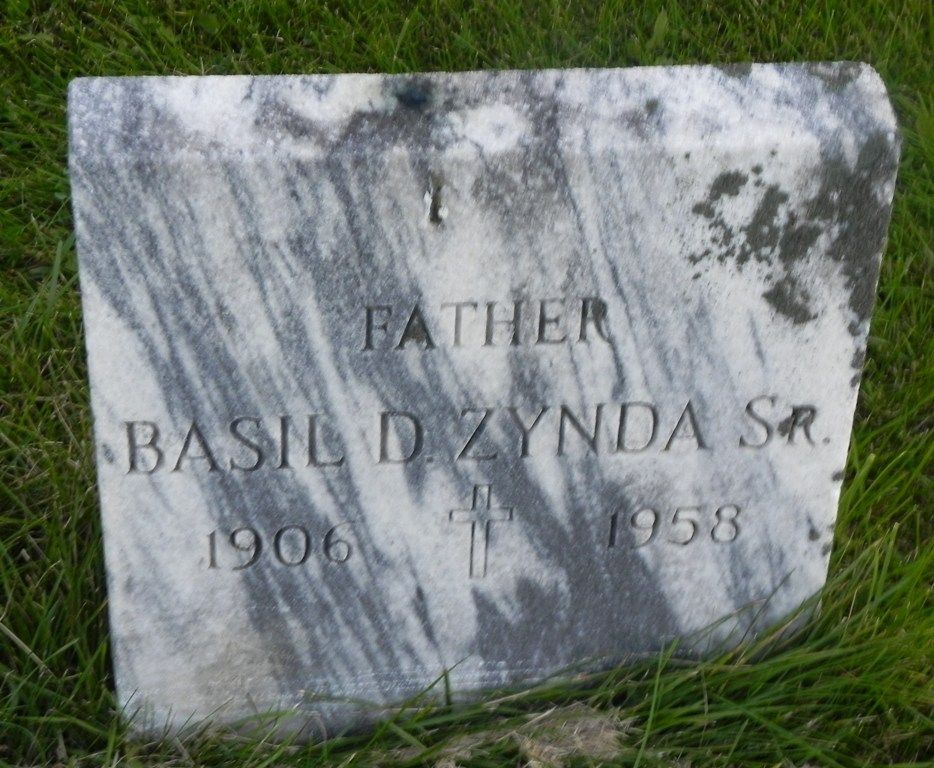 FATHER
BASIL D. ZYNDA SR.
1906 1958